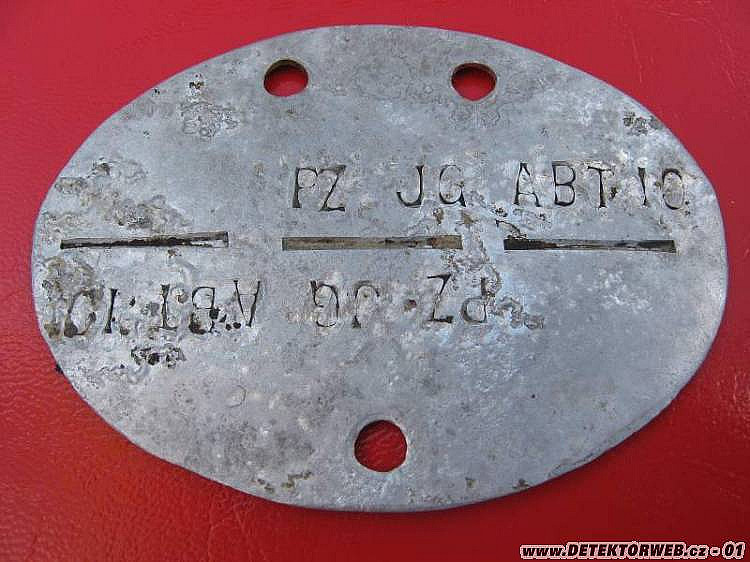 PZ JG ABT 10
PZ. JG ABT 10
www.DETEKTORWEB.cz - 01